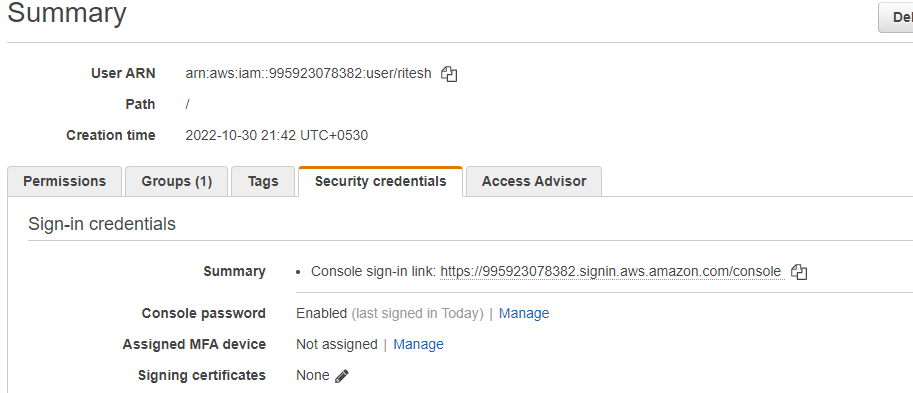 Summary
Del
User ARN arn:aws:iam::995923078382:user/ritesh
Path /
Creation time 2022-10-30 21:42 UTC+0530
Permissions Groups (1) Tags Security credentials Access Advisor
Sign-in credentials
Summary • Console sign-in link: https://995923078382.signin.aws.amazon.com/console
Console password Enabled (last signed in Today) | Manage
Assigned MFA device Not assigned | Manage
Signing certificates None